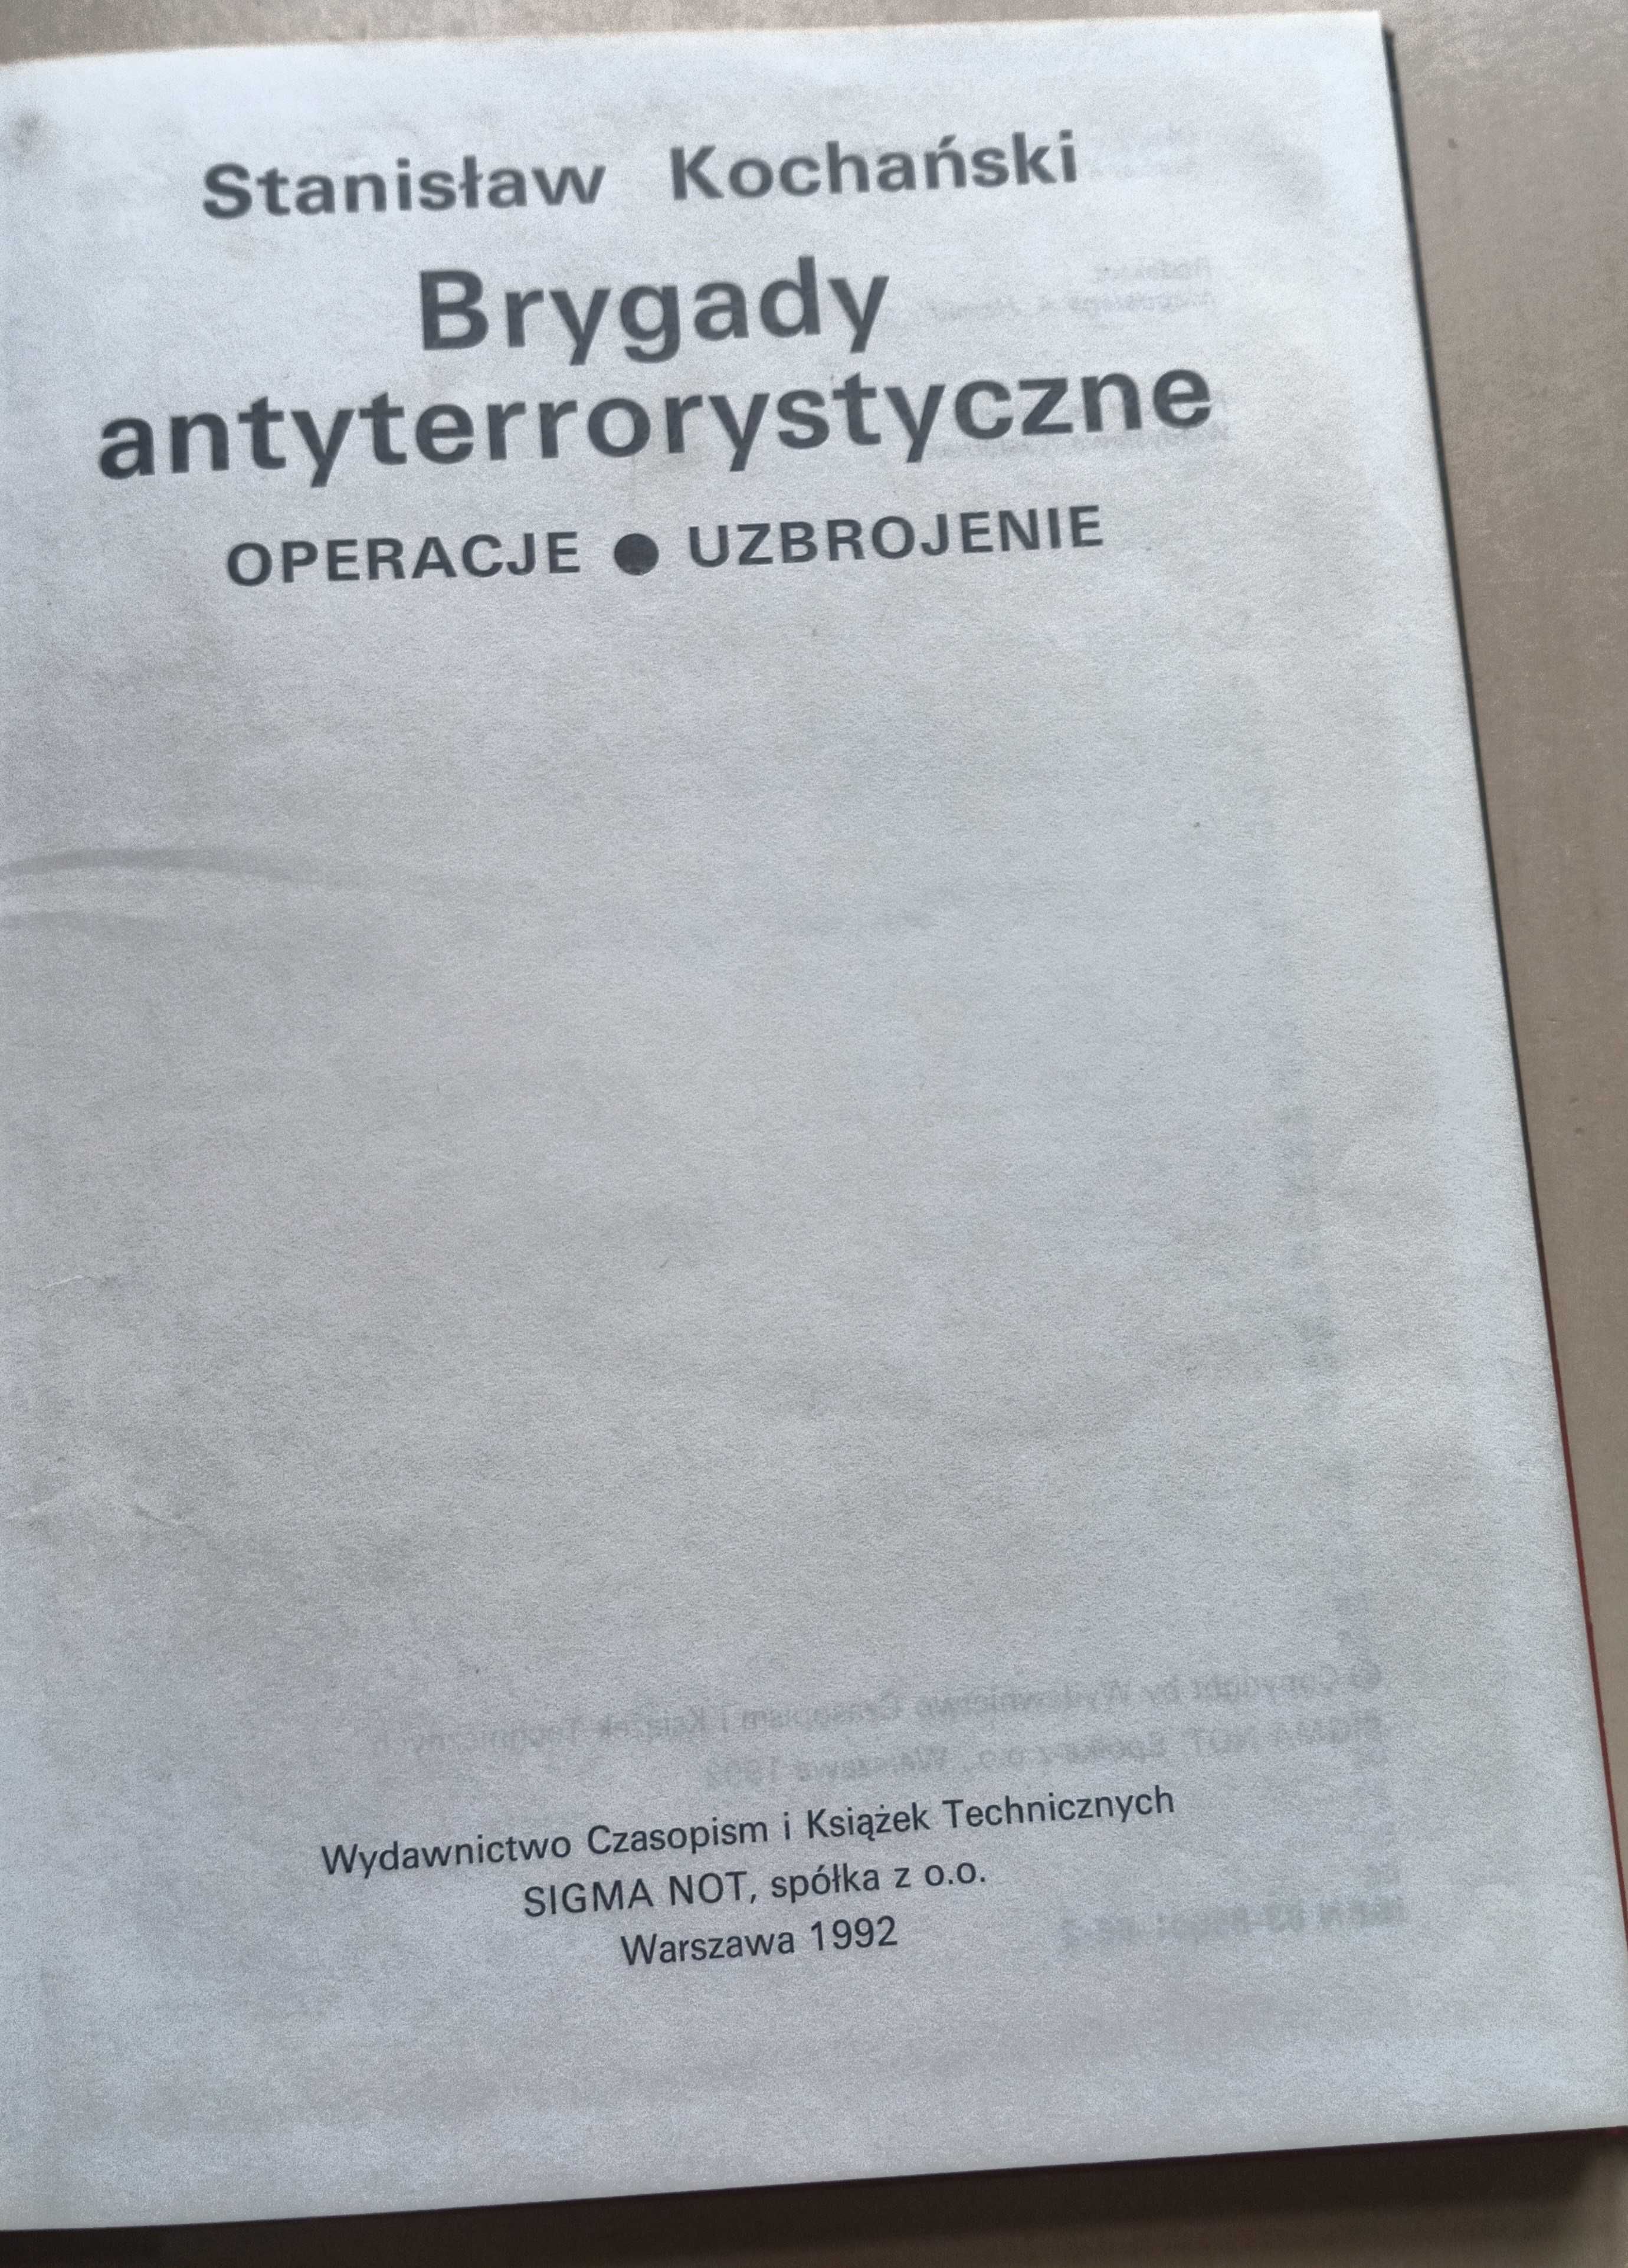 Stanisław Kochański
Brygady
antyterrorystyczne
OPERACJE ● UZBROJENIE
Wydawnictwo Czasopism i Książek Technicznych
SIGMA NOT, spółka z o.o.
Warszawa 1992